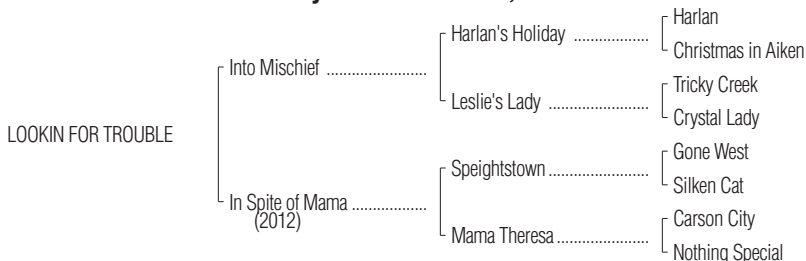 Harlan
Harlan's Holiday ..................
Christmas in Aiken
Into Mischief ........................
Tricky Creek
Leslie's Lady ........................
Crystal Lady
LOOKIN FOR TROUBLE
Gone West
Speightstown ........................
Silken Cat
In Spite of Mama ..................
(2012)
Carson City
Mama Theresa ......................
Nothing Special